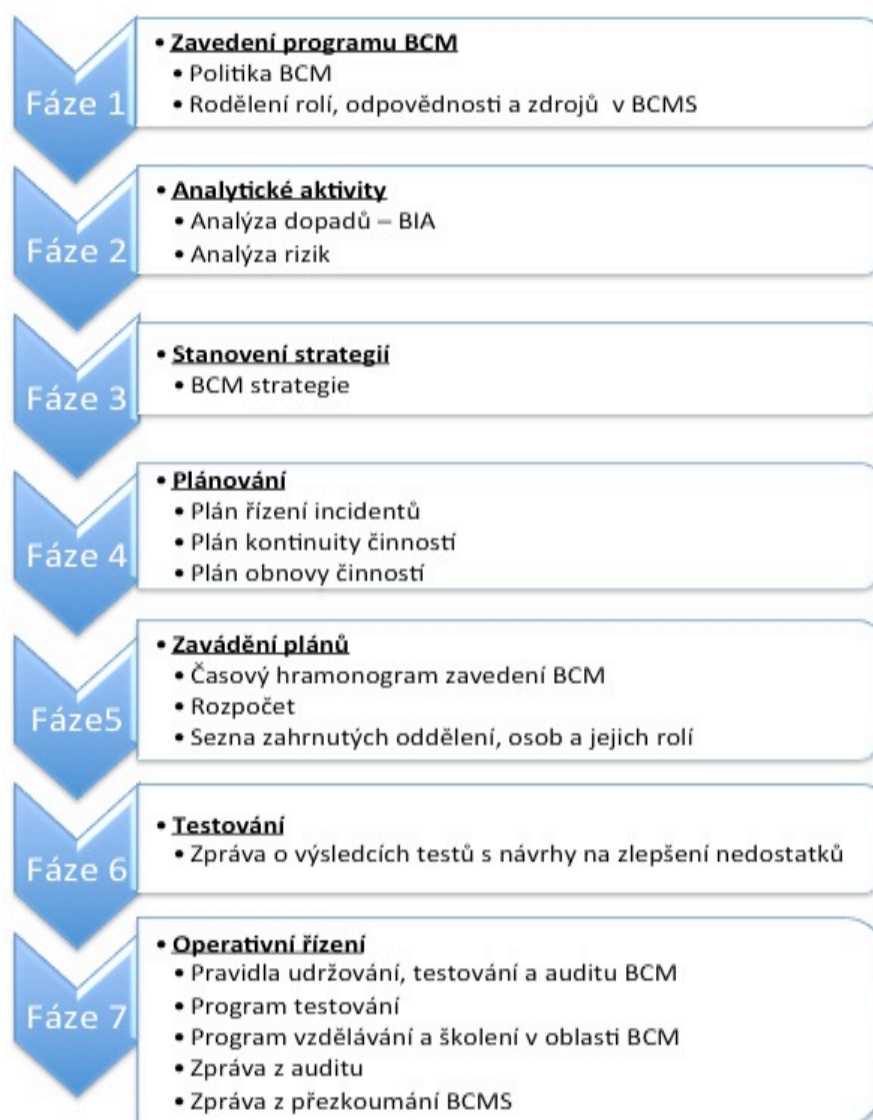 Fáze 1
• Zavedení programu BCM
• Politika BCM
• Rodělení rolí, odpovědnosti a zdrojů v BCMS
Fáze 2
• Analytické aktivity
• Analýza dopadů – BIA
• Analýza rizik
Fáze 3
• Stanovení strategií
• BCM strategie
Fáze 4
• Plánování
• Plán řízení incidentů
• Plán kontinuity činností
• Plán obnovy činností
Fáze5
• Zavádění plánů
• Časový hramonogram zavedení BCM
• Rozpočet
• Sezna zahrnutých oddělení, osob a jejich rolí
Fáze 6
• Testování
• Zpráva o výsledcích testů s návrhy na zlepšení nedostatků
Fáze 7
• Operativní řízení
• Pravidla udržování, testování a auditu BCM
• Program testování
• Program vzdělávání a školení v oblasti BCM
• Zpráva z auditu
• Zpráva z přezkoumání BCMS